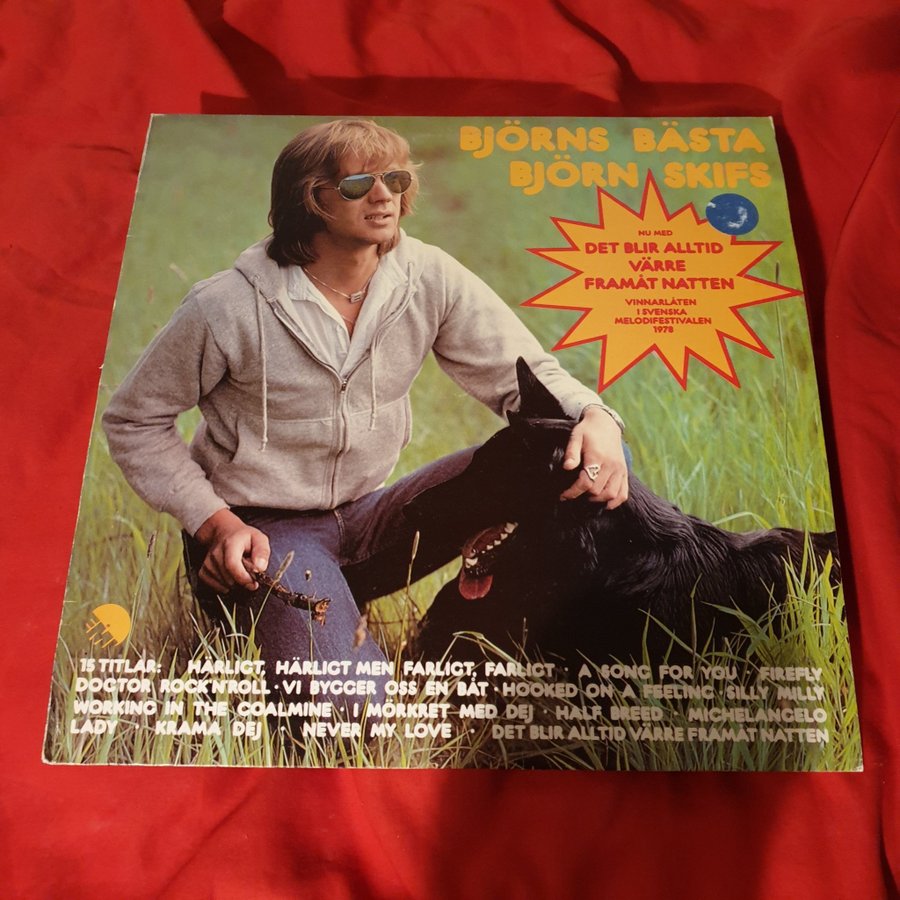 BJÖRNS BÄSTA
BJÖRN SKIFS
NU MED
DET BLIR ALLTID
VÄRRE
FRAMÅT NATTEN
VINNARLÅTEN
I SVENSKA
MELODIFESTIVALEN
1978
EMI
15 TITLAR: HÄRLIGT, HÄRLIGT MEN FARLIGT, FARLIGT · A SONG FOR YOU FIREFLY
DOCTOR ROCK'N'ROLL · VI BYGGER OSS EN BÅT · HOOKED ON A FEELING · SILLY MILLY
WORKING IN THE COALMINE · I MÖRKRET MED DEJ · HALF BREED · MICHELANGELO
LADY · KRAMA DEJ · NEVER MY LOVE · DET BLIR ALLTID VÄRRE FRAMÅT NATTEN